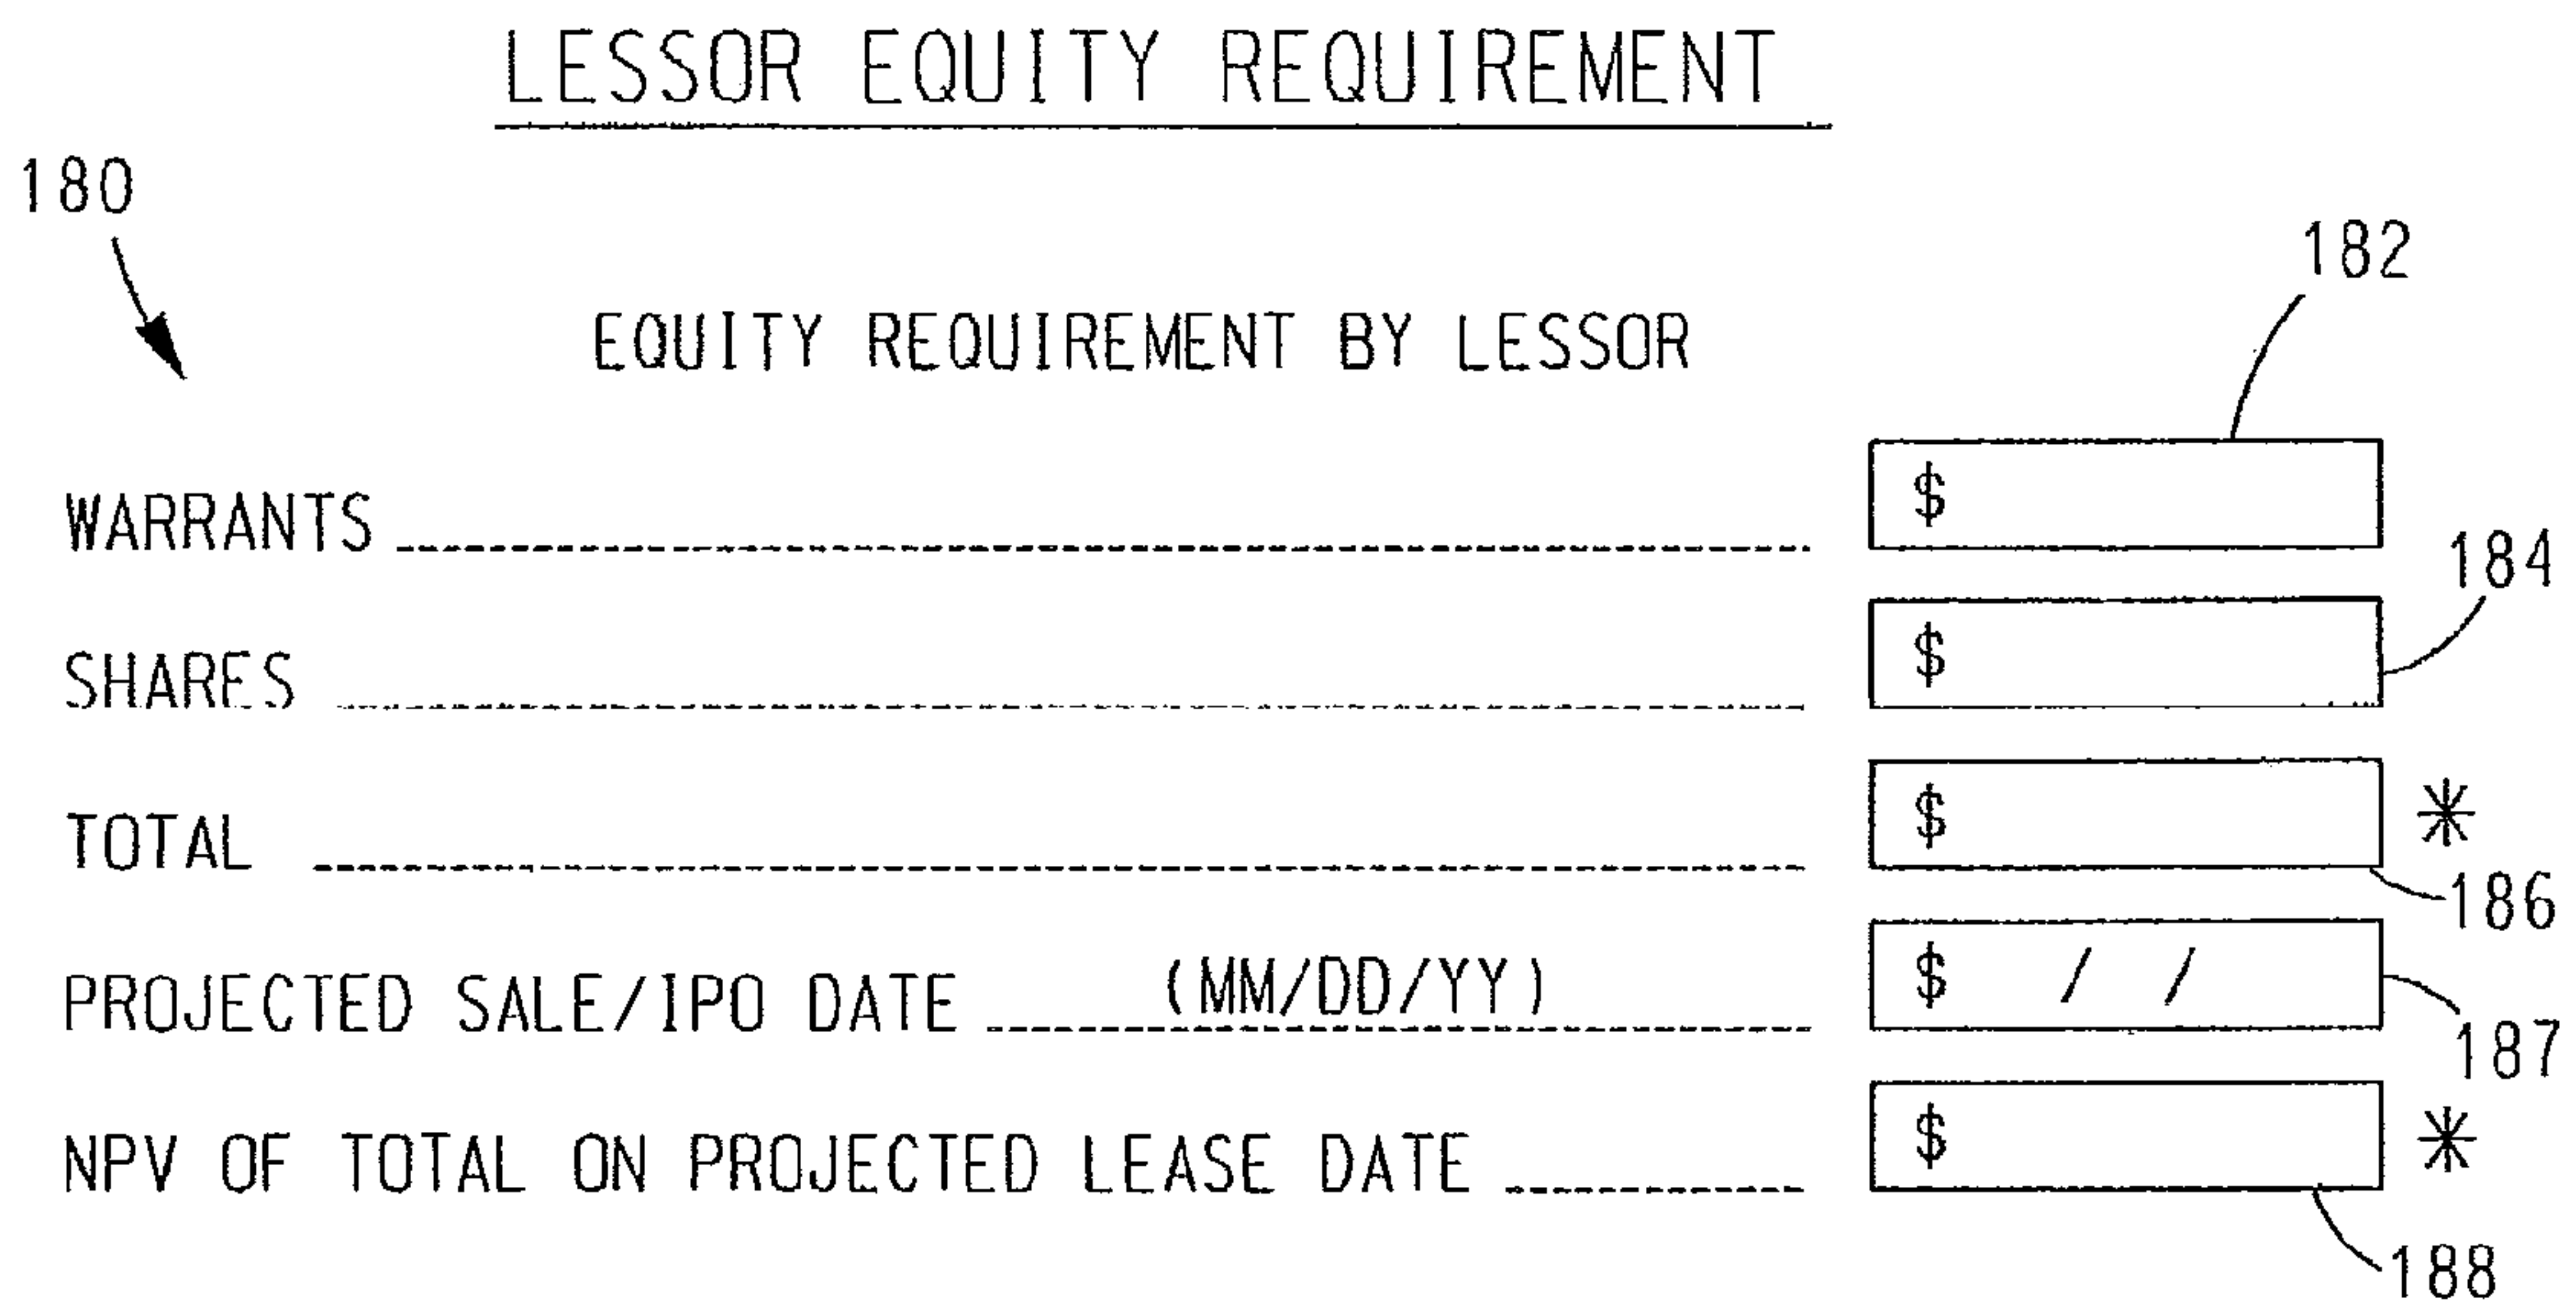 LESSOR EQUITY REQUIREMENT
180
182
EQUITY REQUIREMENT BY LESSOR
WARRANTS $
184
SHARES $
TOTAL $ *
186
PROJECTED SALE/IPO DATE (MM/DD/YY) $ / /
187
NPV OF TOTAL ON PROJECTED LEASE DATE $ *
188